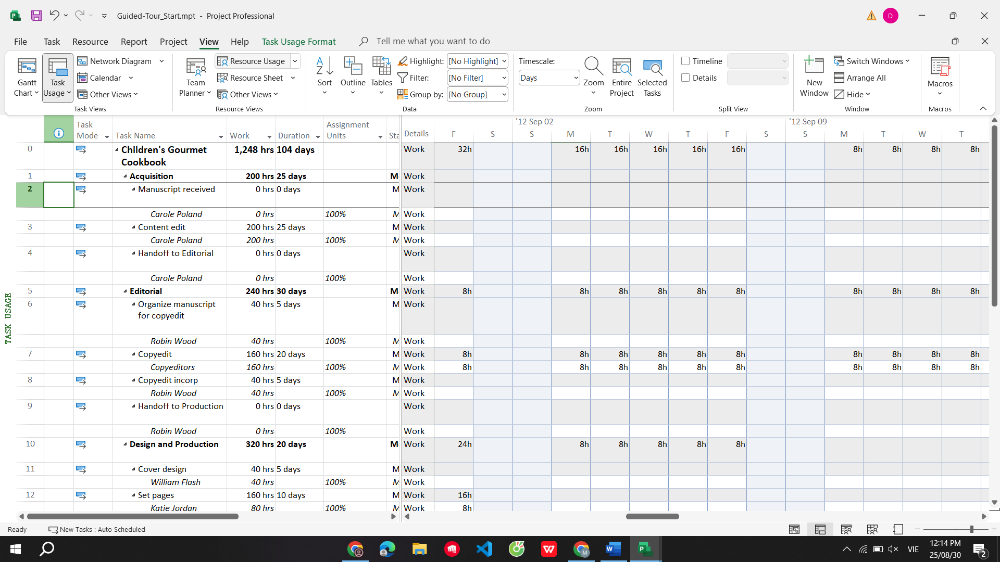 Guided-Tour_Start.mpt - Project Professional
D
File Task Resource Report Project View Help Task Usage Format Tell me what you want to do
Gantt Chart
Task Usage
Network Diagram
Calendar
Other Views
Task Views
Team Planner
Resource Usage
Resource Sheet
Other Views
Resource Views
Sort
Outline
Tables
Highlight: [No Highlight]
Filter: [No Filter]
Group by: [No Group]
Data
Timescale:
Days
Zoom
Entire Project
Selected Tasks
Zoom
Timeline
Details
Split View
New Window
Switch Windows
Arrange All
Hide
Window
Macros
Macros
Task Mode Task Name Work Duration Assignment Units Sta Details
'12 Sep 02 '12 Sep 09
F S S M T W T F S S M T W T
0 Children's Gourmet Cookbook 1,248 hrs 104 days Work 32h 16h 16h 16h 16h 16h 8h 8h 8h 8h
1 Acquisition 200 hrs 25 days M Work
2 Manuscript received 0 hrs 0 days M Work
Carole Poland 0 hrs 100% M Work
3 Content edit 200 hrs 25 days M Work
Carole Poland 200 hrs 100% M Work
4 Handoff to Editorial 0 hrs 0 days Work
Carole Poland 0 hrs 100% Work
5 Editorial 240 hrs 30 days M Work 8h 8h 8h 8h 8h 8h 8h 8h 8h 8h
6 Organize manuscript for copyedit 40 hrs 5 days M Work
Robin Wood 40 hrs 100% M Work
7 Copyedit 160 hrs 20 days M Work 8h 8h 8h 8h 8h 8h 8h 8h 8h 8h
Copyeditors 160 hrs 100% M Work 8h 8h 8h 8h 8h 8h 8h 8h 8h 8h
8 Copyedit incorp 40 hrs 5 days M Work
Robin Wood 40 hrs 100% M Work
9 Handoff to Production 0 hrs 0 days Work
Robin Wood 0 hrs 100% Work
10 Design and Production 320 hrs 20 days M Work 24h 8h 8h 8h 8h 8h
11 Cover design 40 hrs 5 days M Work
William Flash 40 hrs 100% M Work
12 Set pages 160 hrs 10 days M Work 16h
Katie Jordan 80 hrs 100% M Work 8h
TASK USAGE
Ready New Tasks : Auto Scheduled
VIE 12:14 PM
25/08/30
2